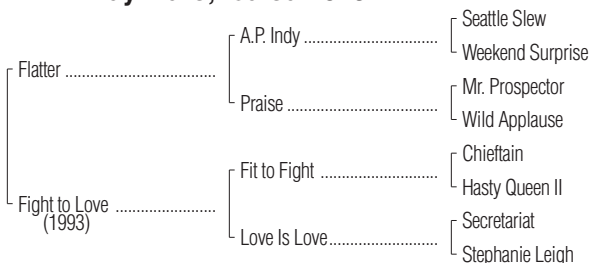 Seattle Slew
A.P. Indy ....................................
Weekend Surprise
Flatter ........................................
Mr. Prospector
Praise ........................................
Wild Applause
Chieftain
Fit to Fight ................................
Hasty Queen II
Fight to Love ..........................
(1993)
Secretariat
Love Is Love.............................
Stephanie Leigh